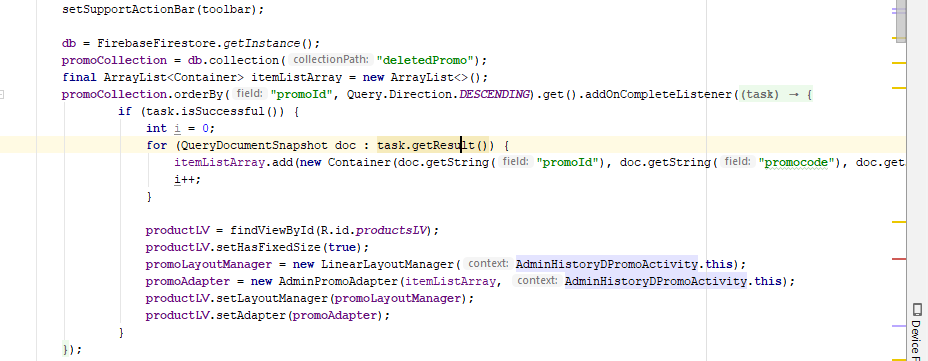 setSupportActionBar(toolbar);
db = FirebaseFirestore.getInstance();
promoCollection = db.collection( collectionPath: "deletedPromo");
final ArrayList<Container> itemListArray = new ArrayList<>();
promoCollection.orderBy( field: "promoId", Query.Direction.DESCENDING).get().addOnCompleteListener((task) → {
if (task.isSuccessful()) {
int i = 0;
for (QueryDocumentSnapshot doc : task.getResult()) {
itemListArray.add(new Container(doc.getString( field: "promoId"), doc.getString( field: "promocode"), doc.get
i++;
}
productLV = findViewById(R.id.productsLV);
productLV.setHasFixedSize(true);
promoLayoutManager = new LinearLayoutManager( context: AdminHistoryDPromoActivity.this);
promoAdapter = new AdminPromoAdapter(itemListArray, context: AdminHistoryDPromoActivity.this);
productLV.setLayoutManager(promoLayoutManager);
productLV.setAdapter(promoAdapter);
}
});
Device F